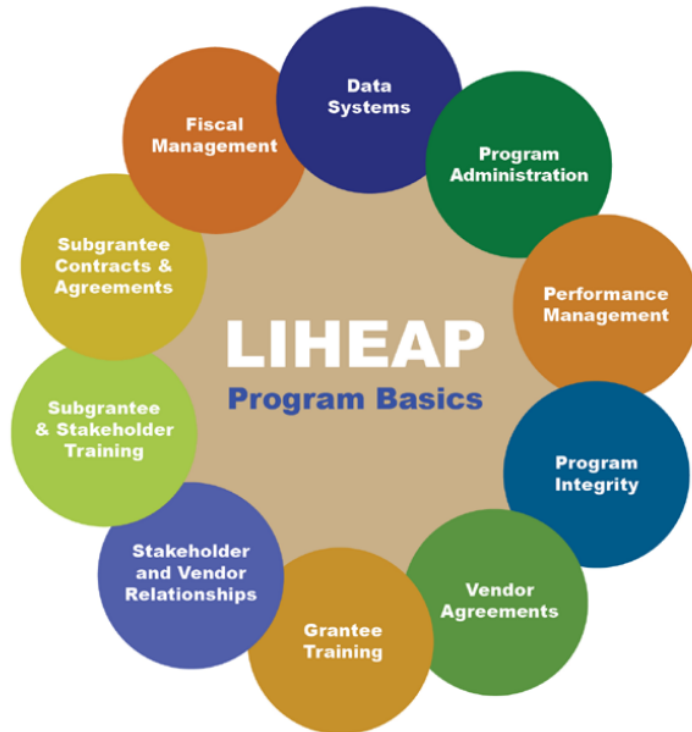 Data
Systems
Program
Administration
Performance
Management
Program
Integrity
Vendor
Agreements
Grantee
Training
Stakeholder
and Vendor
Relationships
Subgrantee
& Stakeholder
Training
Subgrantee
Contracts &
Agreements
Fiscal
Management
LIHEAP
Program Basics